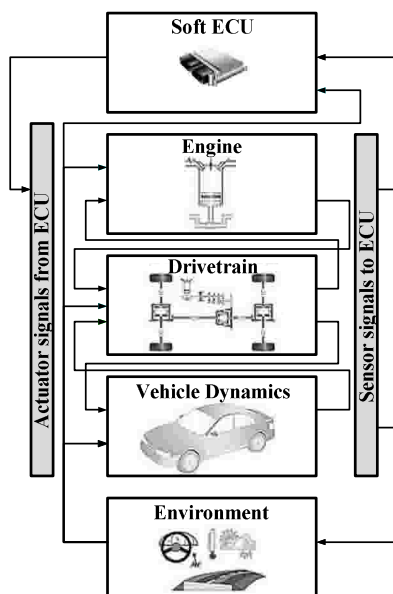 Soft ECU
Engine
Drivetrain
Vehicle Dynamics
Environment
Actuator signals from ECU
Sensor signals to ECU